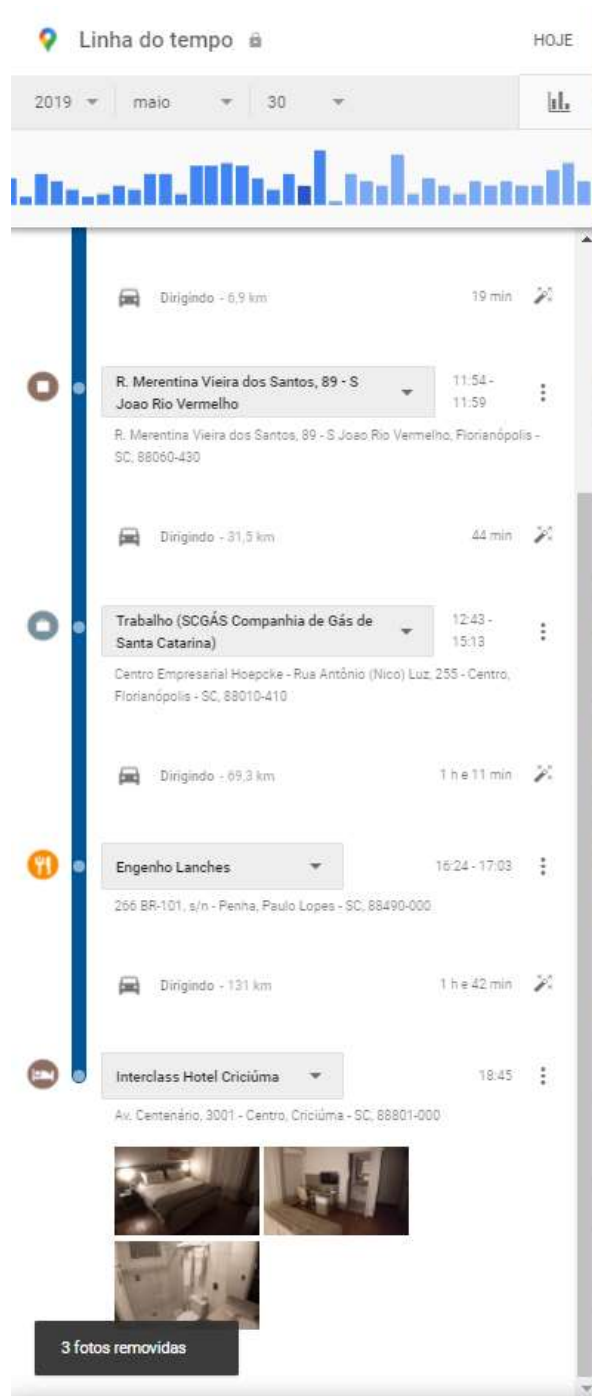 Linha do tempo
HOJE
2019 maio 30
Dirigindo - 6,9 km 19 min
R. Merentina Vieira dos Santos, 89 - S
Joao Rio Vermelho
11:54 -
11:59
R. Merentina Vieira dos Santos, 89 - S Joao Rio Vermelho, Florianópolis -
SC, 88060-430
Dirigindo - 31,5 km 44 min
Trabalho (SCGÁS Companhia de Gás de
Santa Catarina)
12:43 -
15:13
Centro Empresarial Hoepcke - Rua Antônio (Nico) Luz, 255 - Centro,
Florianópolis - SC, 88010-410
Dirigindo - 69,3 km 1 h e 11 min
Engenho Lanches 16:24 - 17:03
266 BR-101, s/n - Penha, Paulo Lopes - SC, 88490-000
Dirigindo - 131 km 1 h e 42 min
Interclass Hotel Criciúma 18:45
Av. Centenário, 3001 - Centro, Criciúma - SC, 88801-000
3 fotos removidas